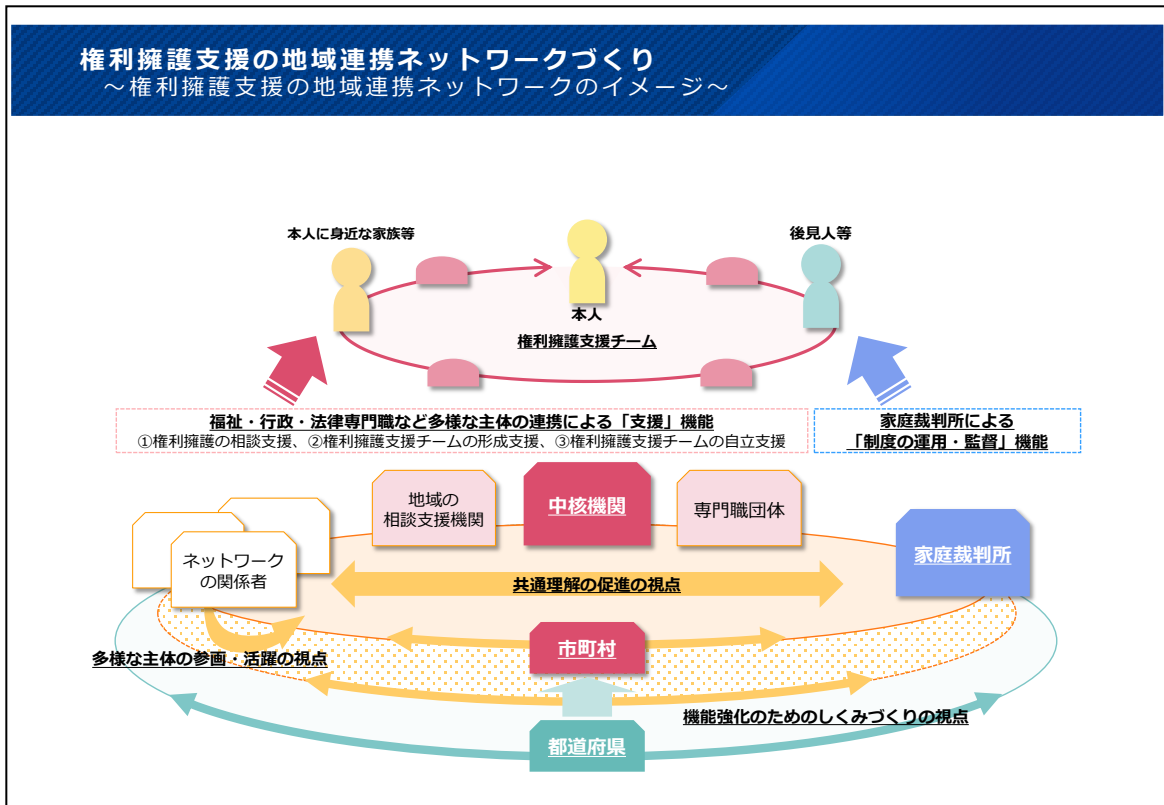 権利擁護支援の地域連携ネットワークづくり
～権利擁護支援の地域連携ネットワークのイメージ～
本人に身近な家族等
後見人等
本人
権利擁護支援チーム
福祉・行政・法律専門職など多様な主体の連携による「支援」機能
①権利擁護の相談支援、②権利擁護支援チームの形成支援、③権利擁護支援チームの自立支援
家庭裁判所による
「制度の運用・監督」機能
地域の
相談支援機関
中核機関
専門職団体
家庭裁判所
ネットワーク
の関係者
共通理解の促進の視点
市町村
多様な主体の参画・活躍の視点
機能強化のためのしくみづくりの視点
都道府県